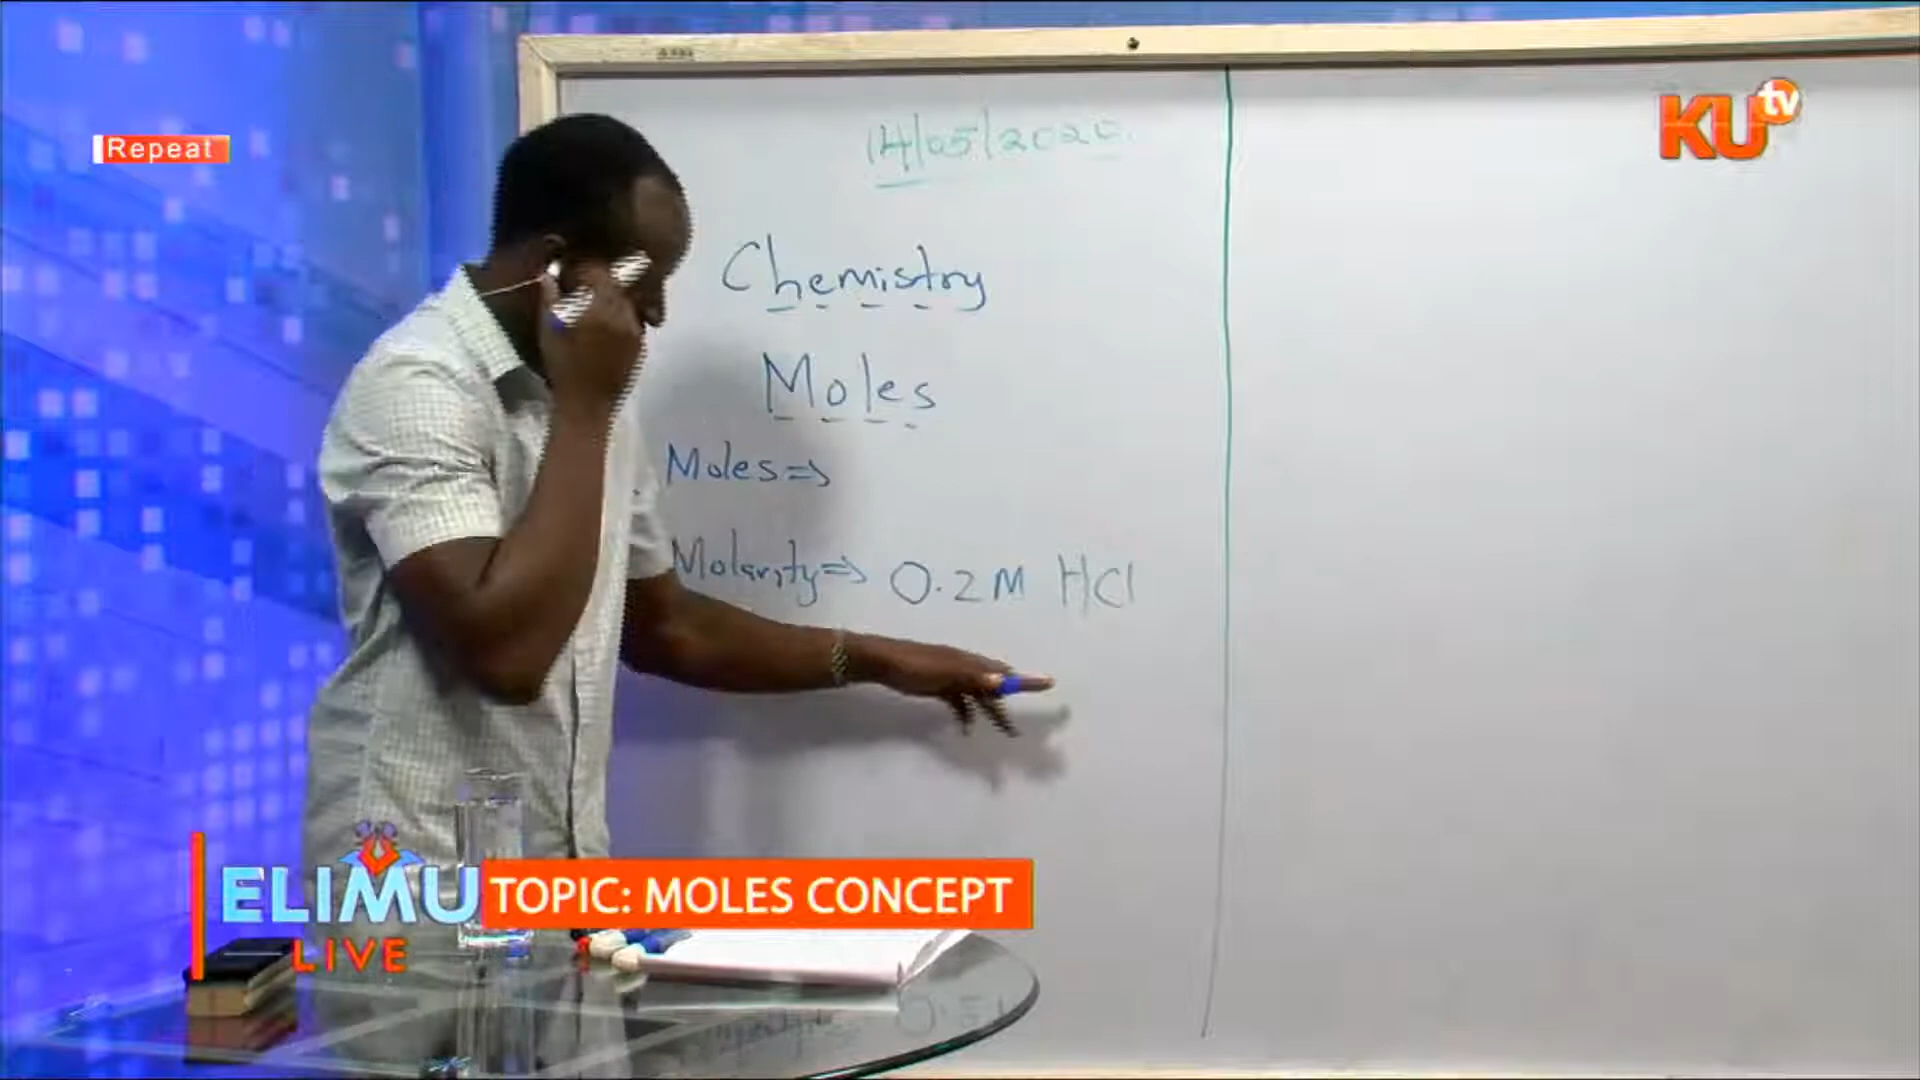 Repeat
KU tv
14/05/2020
Chemistry
Moles
Moles⇒
Molarity⇒ 0.2M HCl
ELIMU
LIVE
TOPIC: MOLES CONCEPT